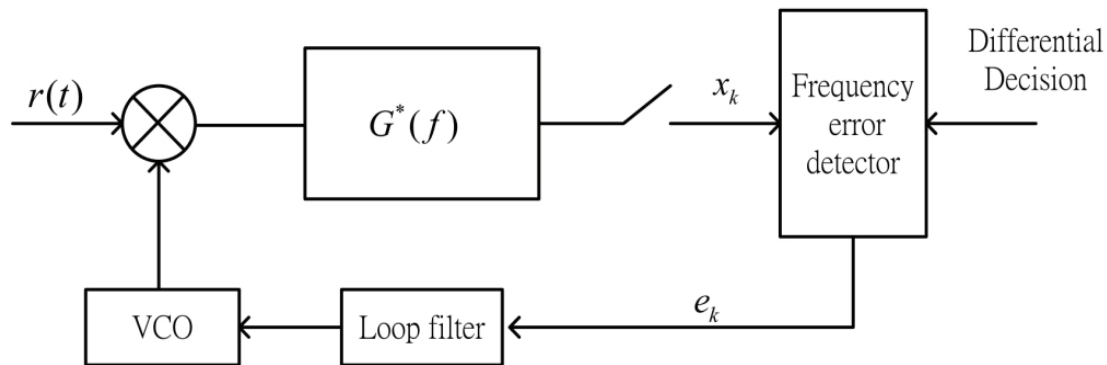 r(t)
G*(f)
x_k
Frequency
error
detector
Differential
Decision
VCO
Loop filter
e_k